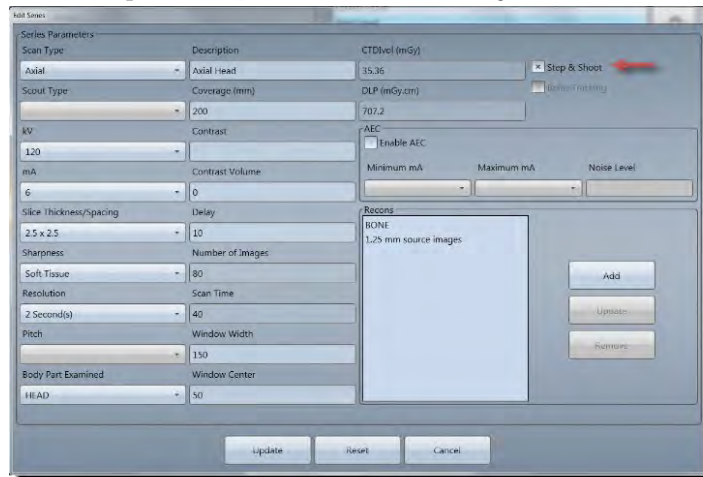 Edit Series
Series Parameters
Scan Type
Axial
Scout Type
kV
120
mA
6
Slice Thickness/Spacing
2.5 x 2.5
Sharpness
Soft Tissue
Resolution
2 Second(s)
Pitch
Body Part Examined
HEAD
Description
Axial Head
Coverage (mm)
200
Contrast
Contrast Volume
0
Delay
10
Number of Images
80
Scan Time
40
Window Width
150
Window Center
50
CTDIvol (mGy)
35.36
DLP (mGy.cm)
707.2
Step & Shoot
AEC
Enable AEC
Minimum mA Maximum mA Noise Level
Recons
BONE
1.25 mm source images
Add
Update
Remove
Update Reset Cancel